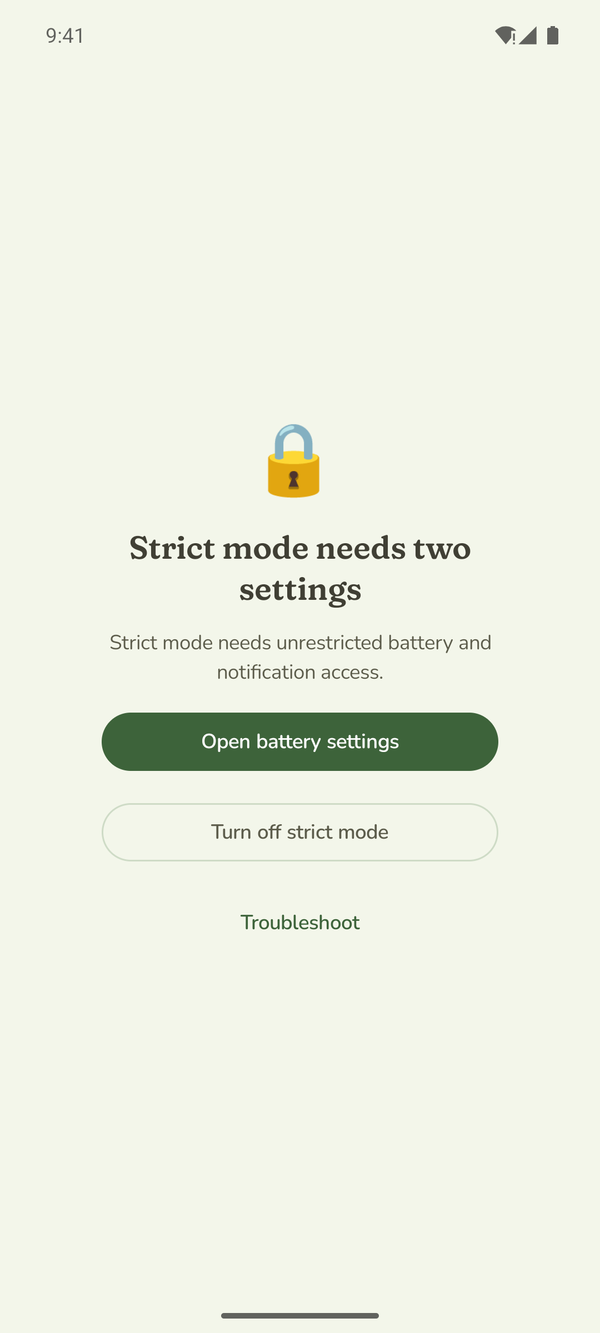 9:41
Strict mode needs two
settings
Strict mode needs unrestricted battery and
notification access.
Open battery settings
Turn off strict mode
Troubleshoot